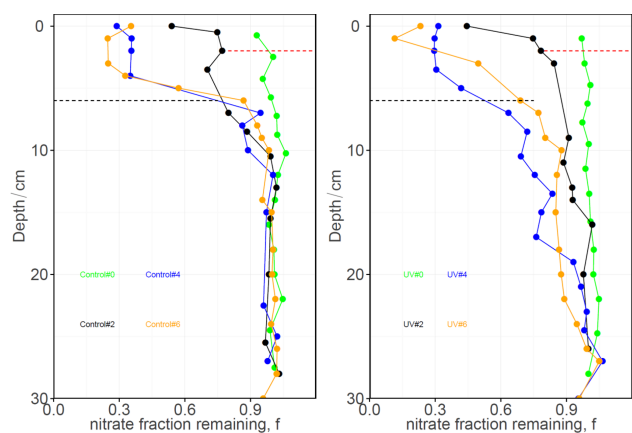 0
10
20
30
Depth/cm
Control#0
Control#4
Control#2
Control#6
0.0
0.3
0.6
0.9
nitrate fraction remaining, f
0
10
20
30
Depth/cm
UV#0
UV#4
UV#2
UV#6
0.0
0.3
0.6
0.9
nitrate fraction remaining, f